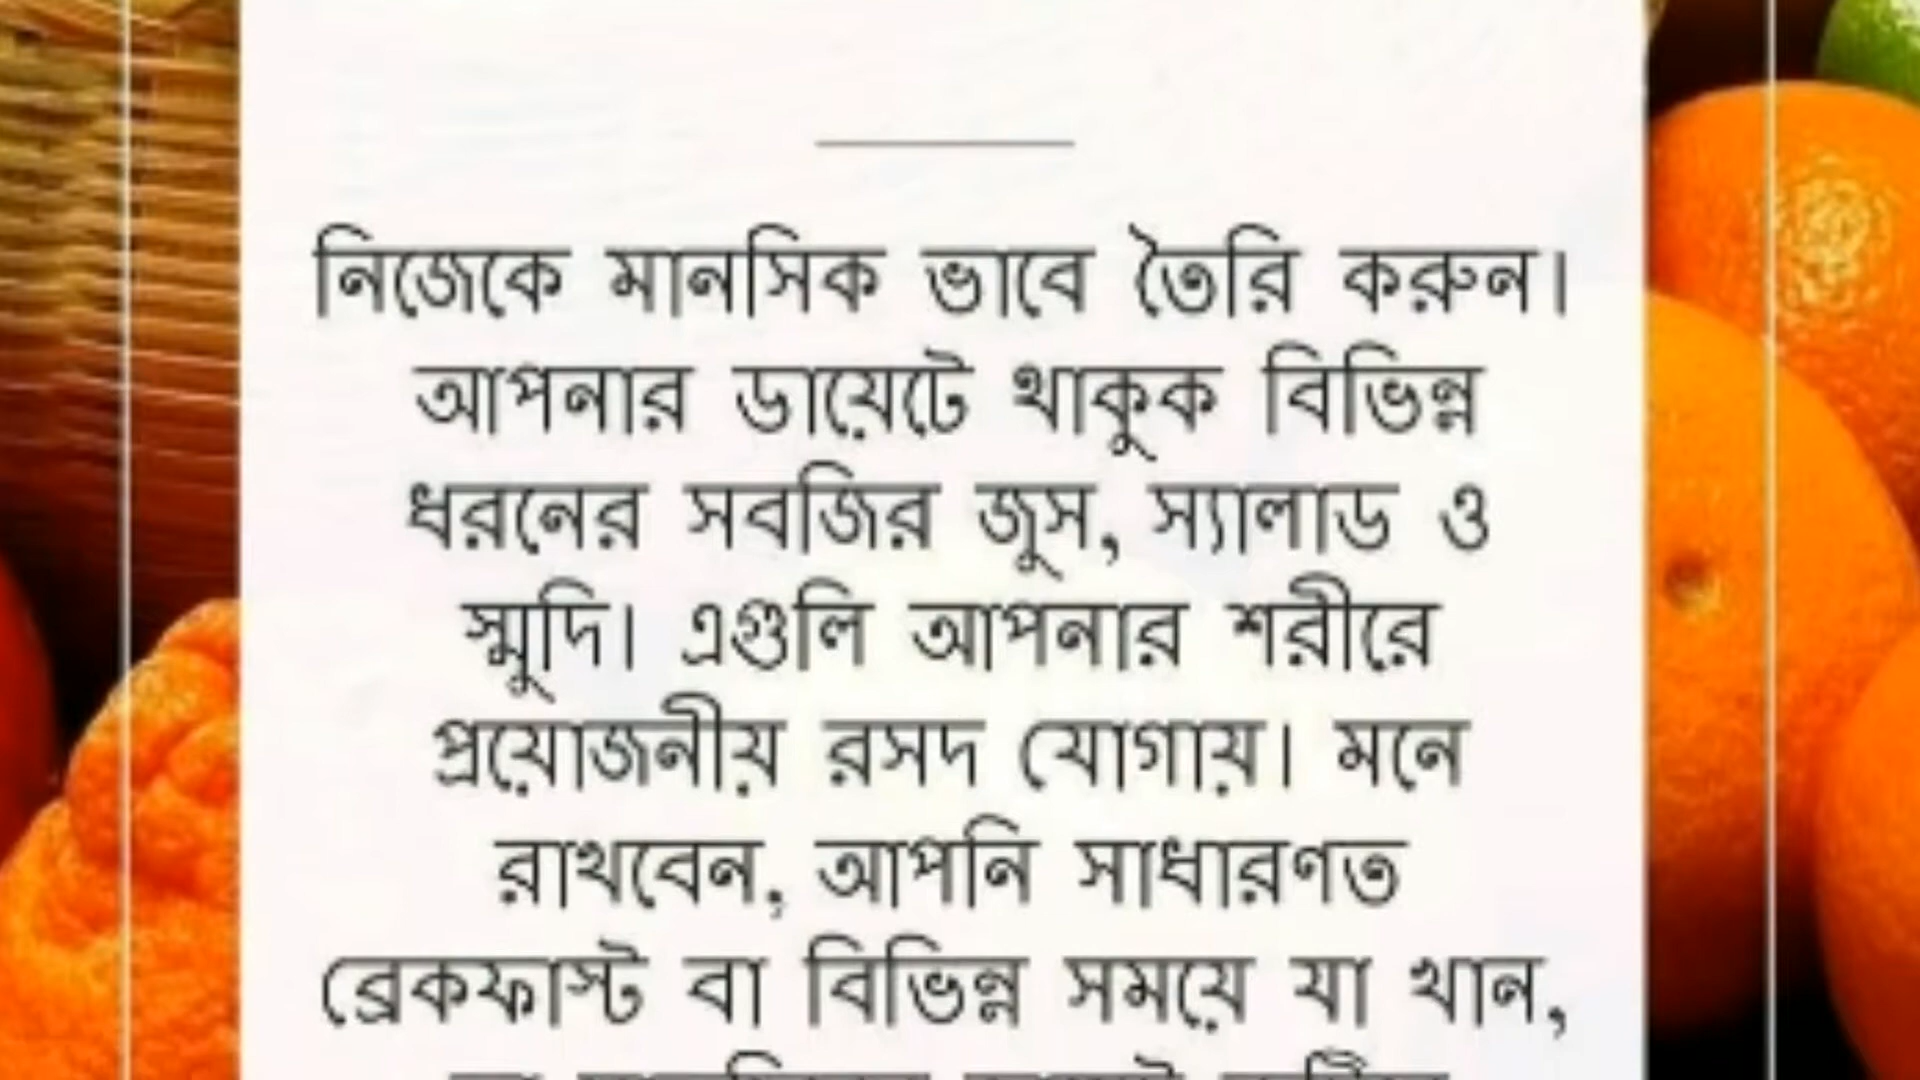 নিজেকে মানসিক ভাবে তৈরি করুন।
আপনার ডায়েটে থাকুক বিভিন্ন
ধরনের সবজির জুস, স্যালাড ও
স্মুদি। এগুলি আপনার শরীরে
প্রয়োজনীয় রসদ যোগায়। মনে
রাখবেন, আপনি সাধারণত
ব্রেকফাস্ট বা বিভিন্ন সময়ে যা খান,